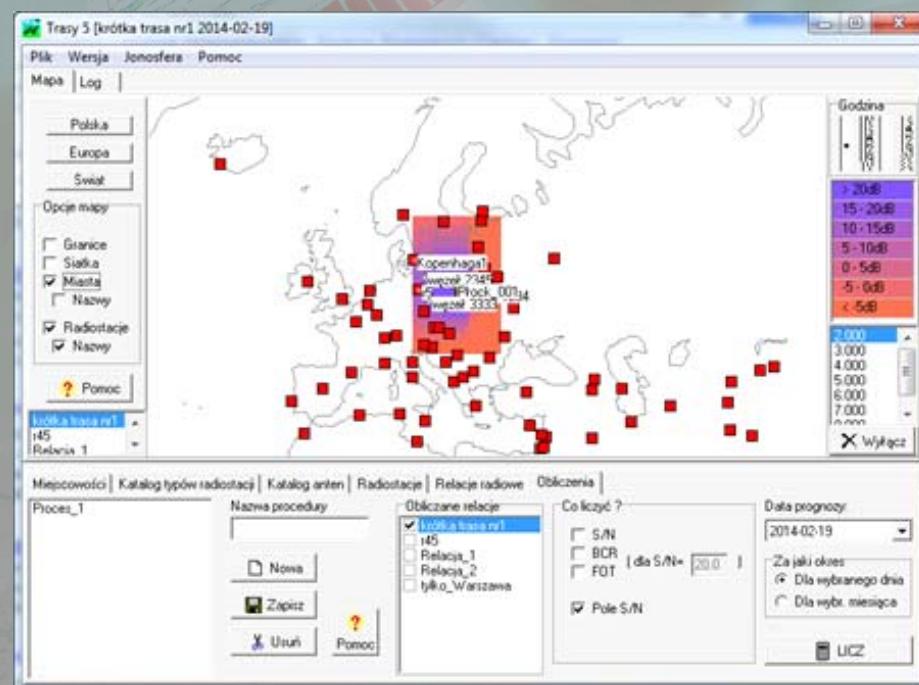 Trasy 5 [krótka trasa nr1 2014-02-19]
Plik Wersja Jonosfera Pomoc
Mapa Log
Polska
Europa
Świat
Opcje mapy
Granice
Siatka
Miasta
Nazwy
Radiostacje
Nazwy
Pomoc
krótka trasa nr1
r45
Relacja_1
Kopenhaga1
węzeł 2345
Płock_001
węzeł 3333
Godzina
> 20dB
15 - 20dB
10 - 15dB
5 - 10dB
0 - 5dB
-5 - 0dB
< -5dB
2.000
3.000
4.000
5.000
6.000
7.000
Wyłącz
Miejscowości Katalog typów radiostacji Katalog anten Radiostacje Relacje radiowe Obliczenia
Proces_1
Nazwa procedury
Nowa
Zapisz
Usuń
Pomoc
Obliczane relacje
krótka trasa nr1
r45
Relacja_1
Relacja_2
tylko_Warszawa
Co liczyć ?
S/N
BCR
FOT
( dla S/N= 20.0 )
Pole S/N
Data prognozy
2014-02-19
Za jaki okres
Dla wybranego dnia
Dla wybr. miesiąca
LICZ